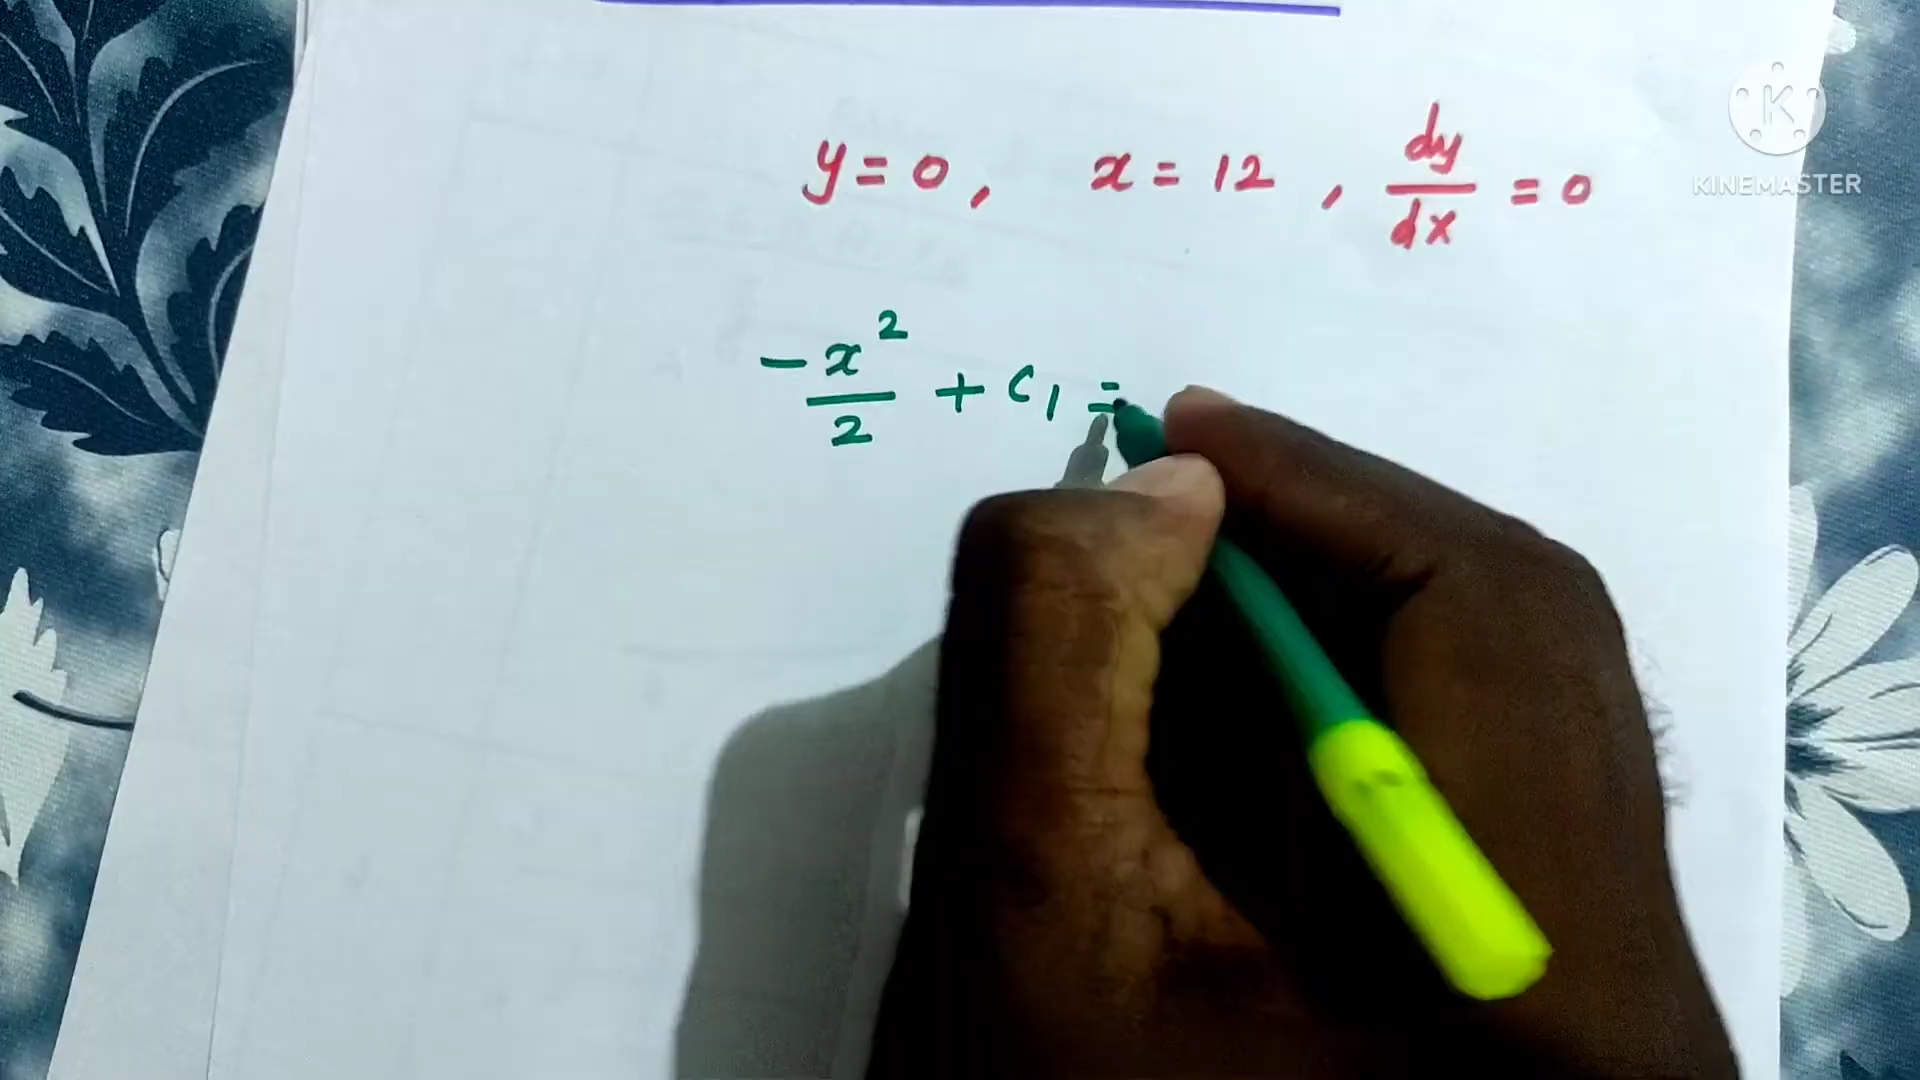 y = 0 , x = 12 , dy/dx = 0
KINEMASTER
-x²/2 + C₁ =